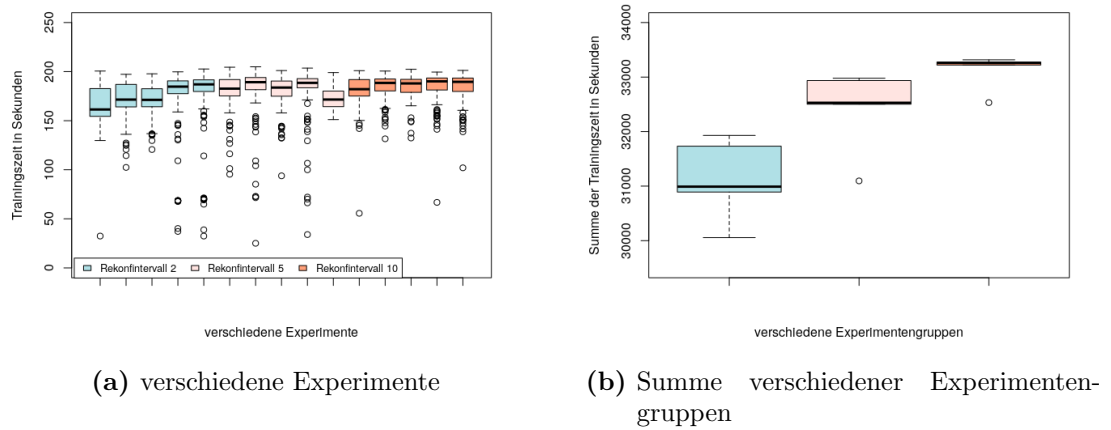 Trainingszeit in Sekunden
250
200
150
100
50
0
Rekonfintervall 2
Rekonfintervall 5
Rekonfintervall 10
verschiedene Experimente
(a) verschiedene Experimente
Summe der Trainingszeit in Sekunden
34000
33000
32000
31000
30000
verschiedene Experimentengruppen
(b) Summe verschiedener Experimenten-
gruppen